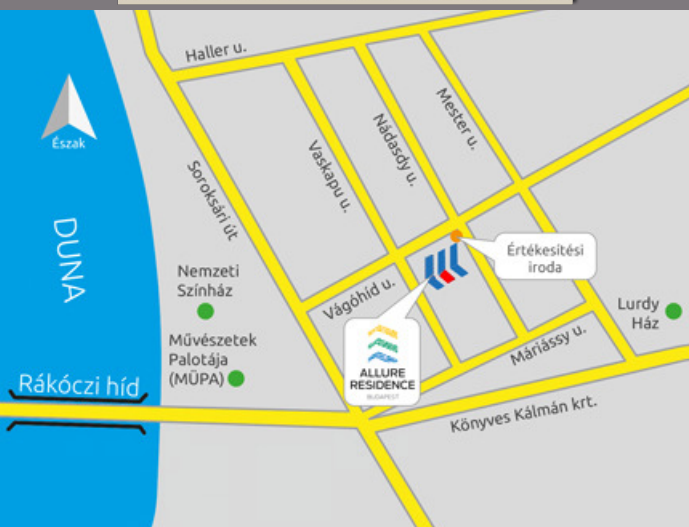 Haller u.
Észak
Mester u.
Nádasdy u.
Vaskapu u.
Soroksári út
DUNA
Értékesítési
iroda
Nemzeti
Színház
Vágóhíd u.
Lurdy
Ház
Művészetek
Palotája
(MÜPA)
Máriássy u.
ALLURE
RESIDENCE
BUDAPEST
Rákóczi híd
Könyves Kálmán krt.